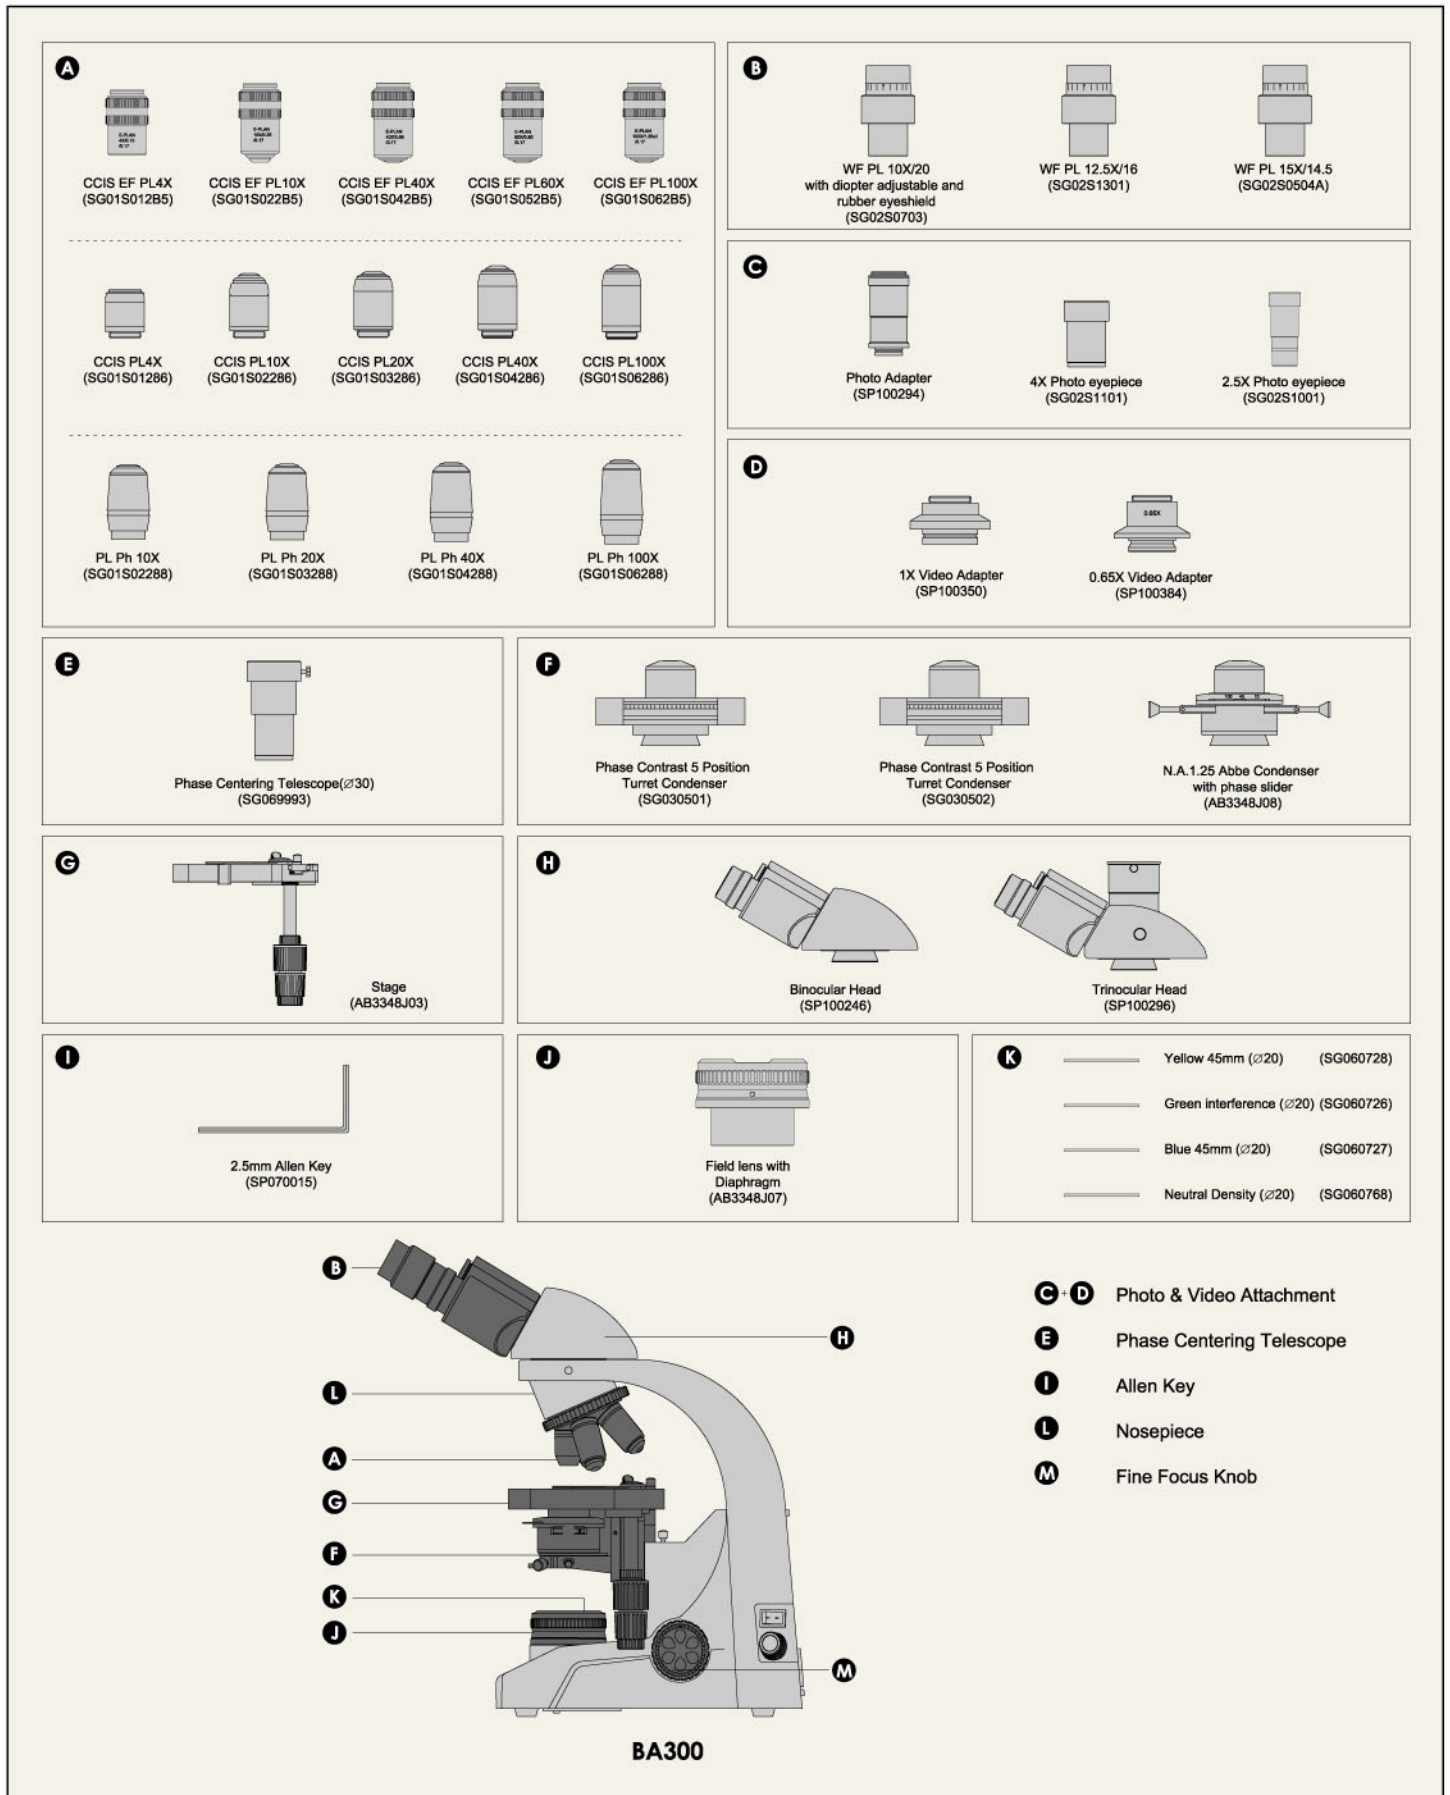 A
CCIS EF PL4X
(SG01S012B5)
CCIS EF PL10X
(SG01S022B5)
CCIS EF PL40X
(SG01S042B5)
CCIS EF PL60X
(SG01S052B5)
CCIS EF PL100X
(SG01S062B5)
CCIS PL4X
(SG01S01286)
CCIS PL10X
(SG01S02286)
CCIS PL20X
(SG01S03286)
CCIS PL40X
(SG01S04286)
CCIS PL100X
(SG01S06286)
PL Ph 10X
(SG01S02288)
PL Ph 20X
(SG01S03288)
PL Ph 40X
(SG01S04288)
PL Ph 100X
(SG01S06288)
B
WF PL 10X/20
with diopter adjustable and
rubber eyeshield
(SG02S0703)
WF PL 12.5X/16
(SG02S1301)
WF PL 15X/14.5
(SG02S0504A)
C
Photo Adapter
(SP100294)
4X Photo eyepiece
(SG02S1101)
2.5X Photo eyepiece
(SG02S1001)
D
0.65X
1X Video Adapter
(SP100350)
0.65X Video Adapter
(SP100384)
E
Phase Centering Telescope(∅30)
(SG069993)
F
Phase Contrast 5 Position
Turret Condenser
(SG030501)
Phase Contrast 5 Position
Turret Condenser
(SG030502)
N.A.1.25 Abbe Condenser
with phase slider
(AB3348J08)
G
Stage
(AB3348J03)
H
Binocular Head
(SP100246)
Trinocular Head
(SP100296)
I
2.5mm Allen Key
(SP070015)
J
Field lens with
Diaphragm
(AB3348J07)
K
Yellow 45mm (∅20) (SG060728)
Green interference (∅20) (SG060726)
Blue 45mm (∅20) (SG060727)
Neutral Density (∅20) (SG060768)
B
H
L
A
G
F
K
J
M
C + D Photo & Video Attachment
E Phase Centering Telescope
I Allen Key
L Nosepiece
M Fine Focus Knob
BA300